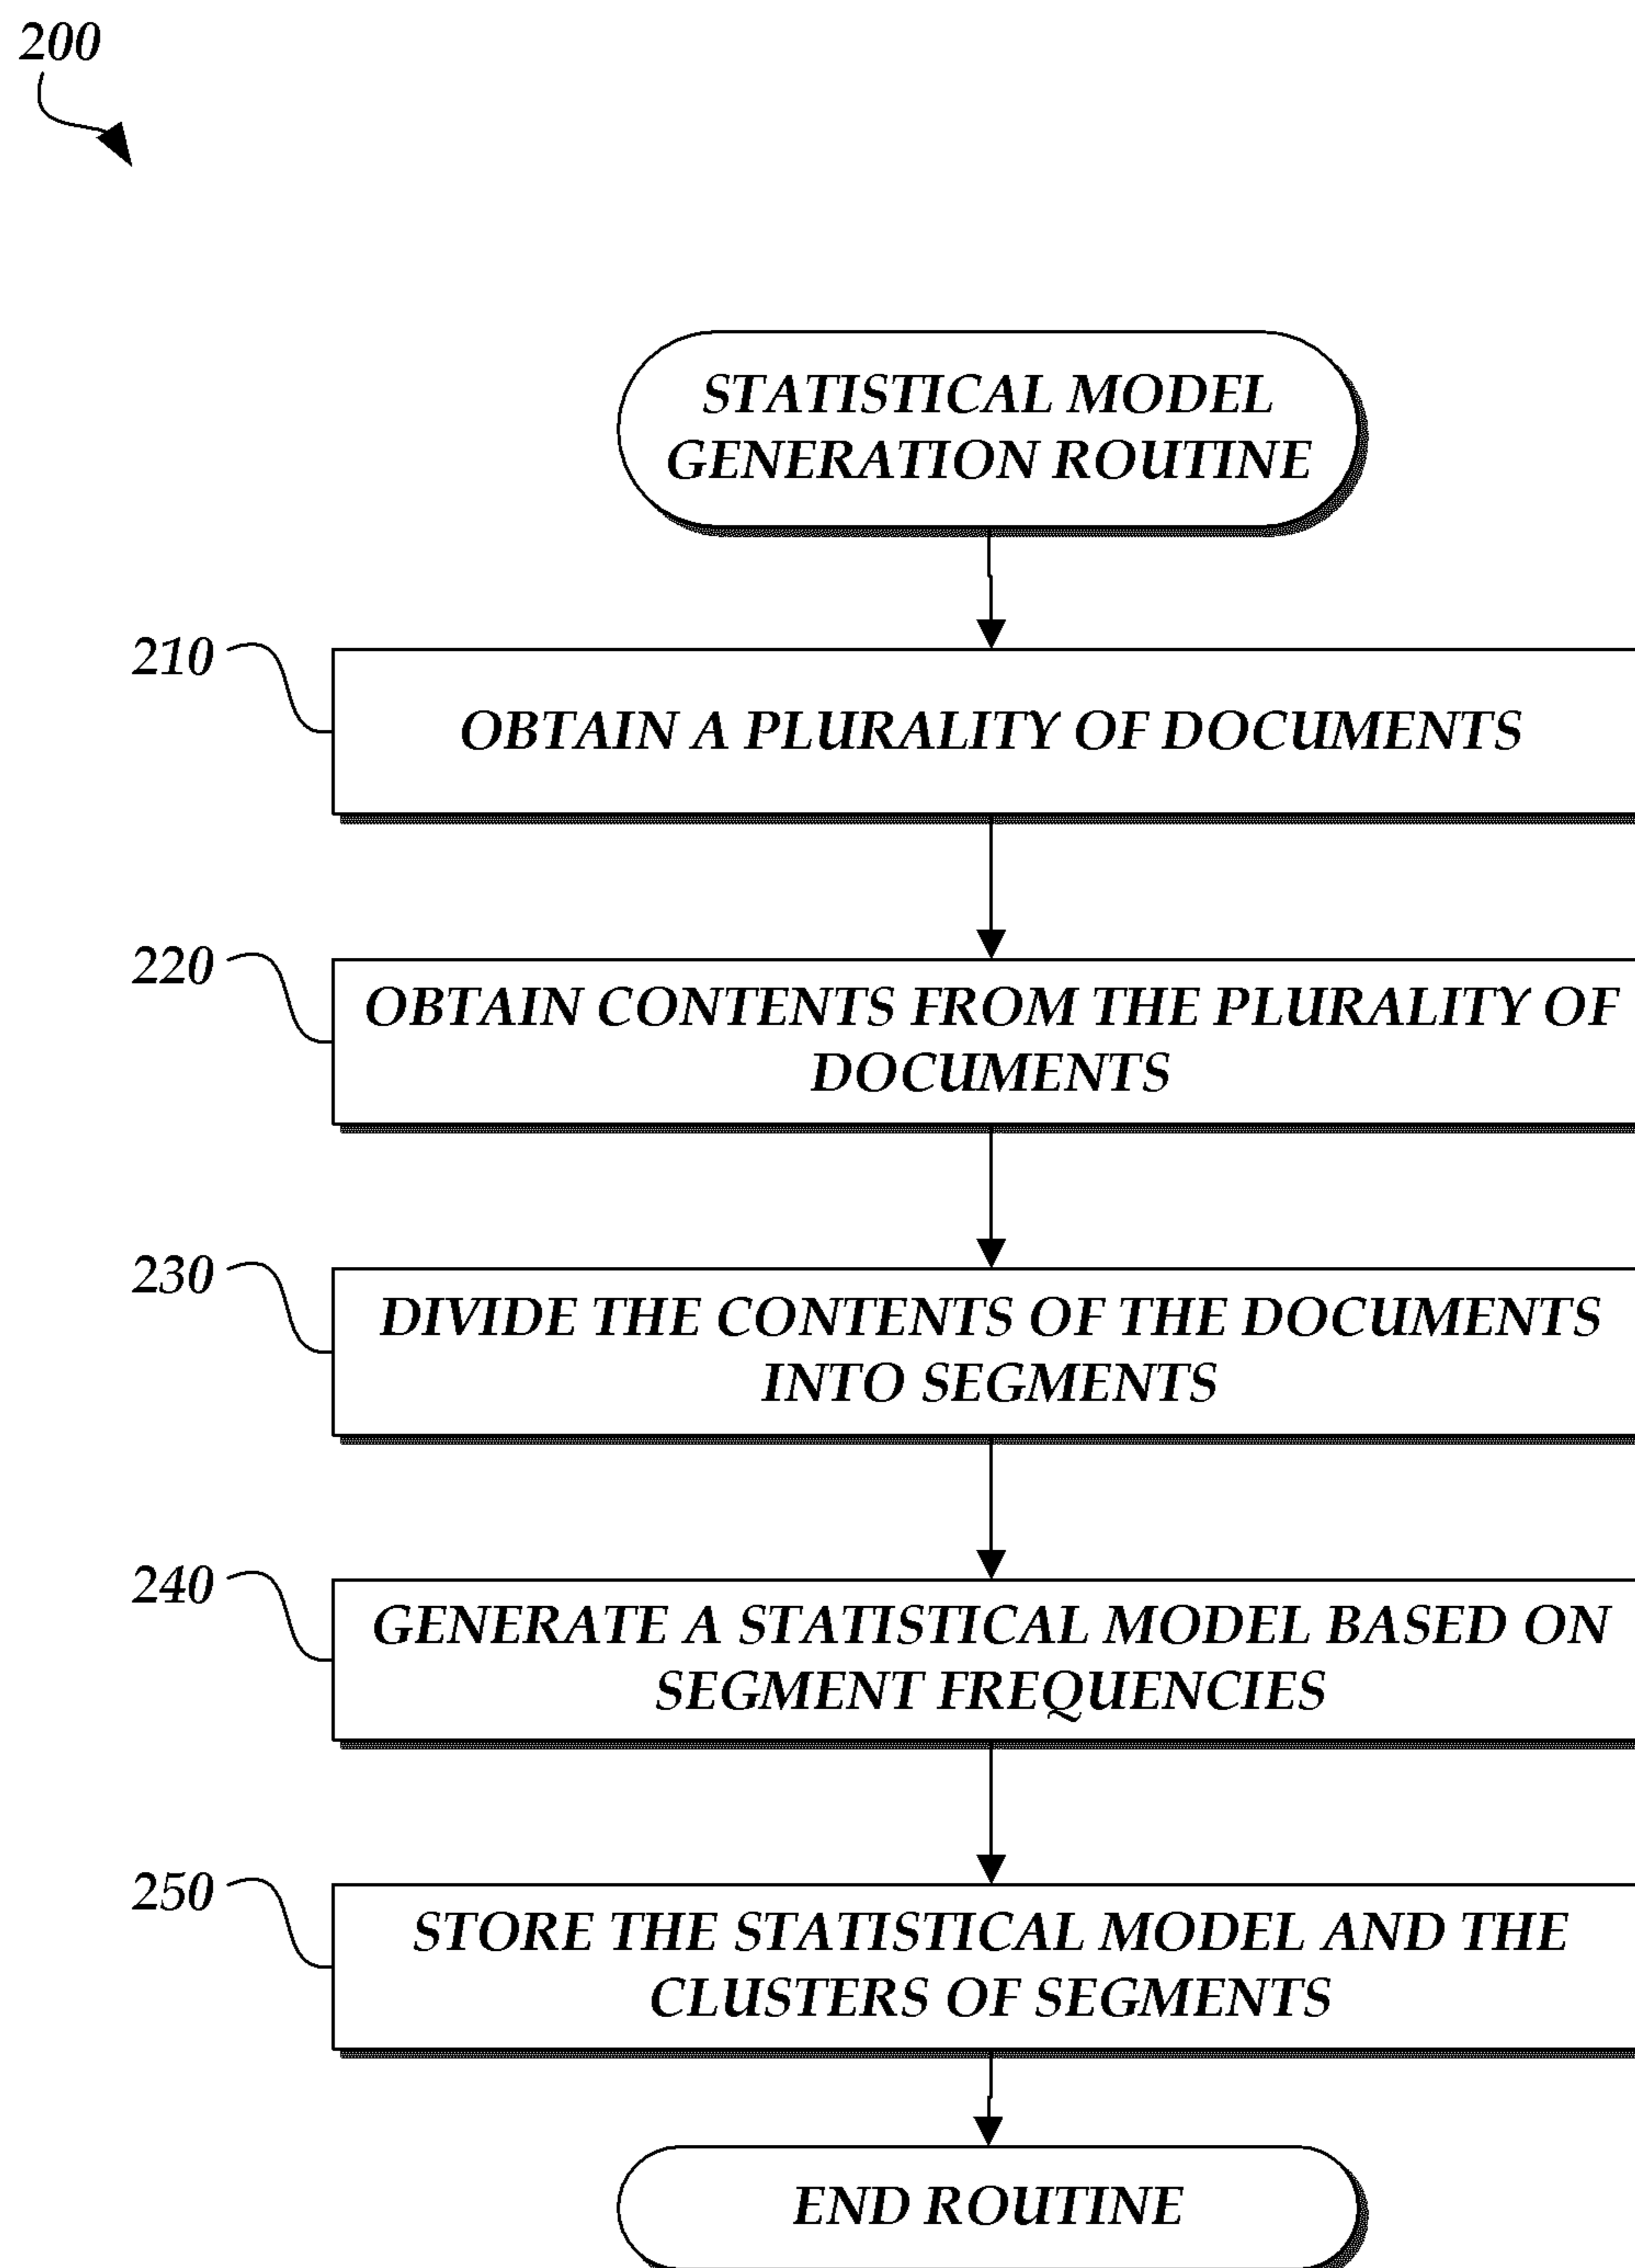 200
STATISTICAL MODEL
GENERATION ROUTINE
210
OBTAIN A PLURALITY OF DOCUMENTS
220
OBTAIN CONTENTS FROM THE PLURALITY OF
DOCUMENTS
230
DIVIDE THE CONTENTS OF THE DOCUMENTS
INTO SEGMENTS
240
GENERATE A STATISTICAL MODEL BASED ON
SEGMENT FREQUENCIES
250
STORE THE STATISTICAL MODEL AND THE
CLUSTERS OF SEGMENTS
END ROUTINE